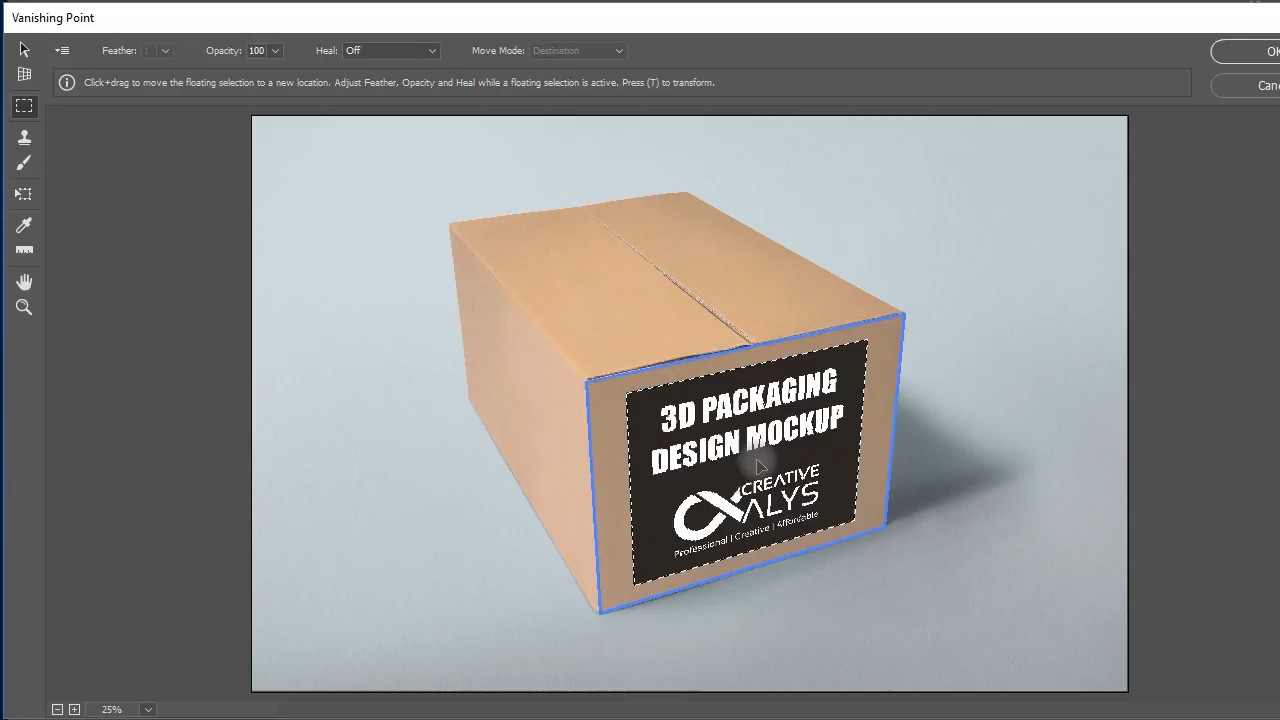 Vanishing Point
Feather: 1 Opacity: 100 Heal: Off Move Mode: Destination
OK
Click+drag to move the floating selection to a new location. Adjust Feather, Opacity and Heal while a floating selection is active. Press (T) to transform.
Canc
3D PACKAGING
DESIGN MOCKUP
CREATIVE
ALYS
Professional | Creative | Affordable
25%